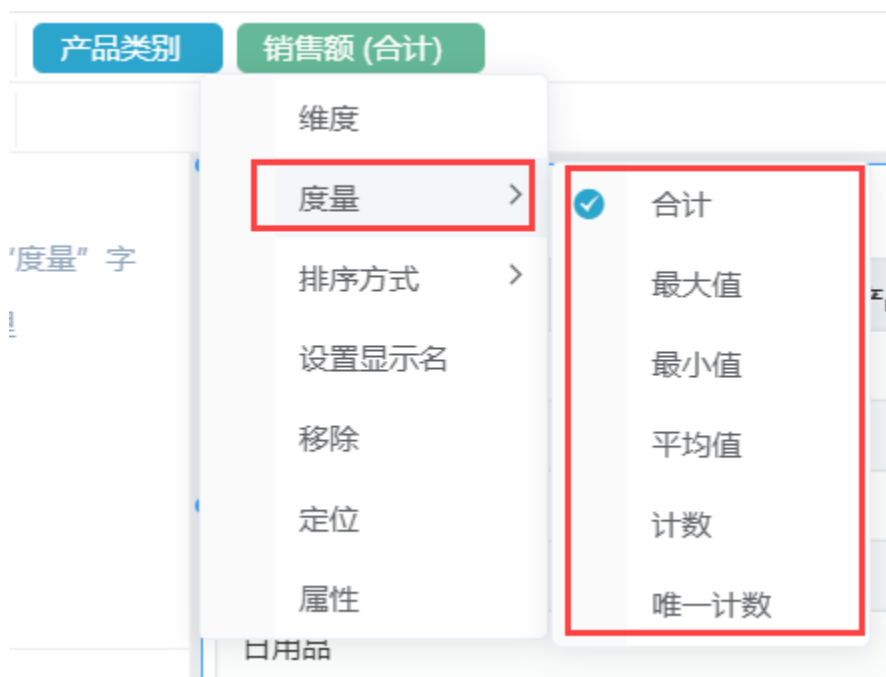 产品类别
销售额 (合计)
维度
度量
排序方式
设置显示名
移除
定位
属性
合计
最大值
最小值
平均值
计数
唯一计数
"度量" 字
日用品